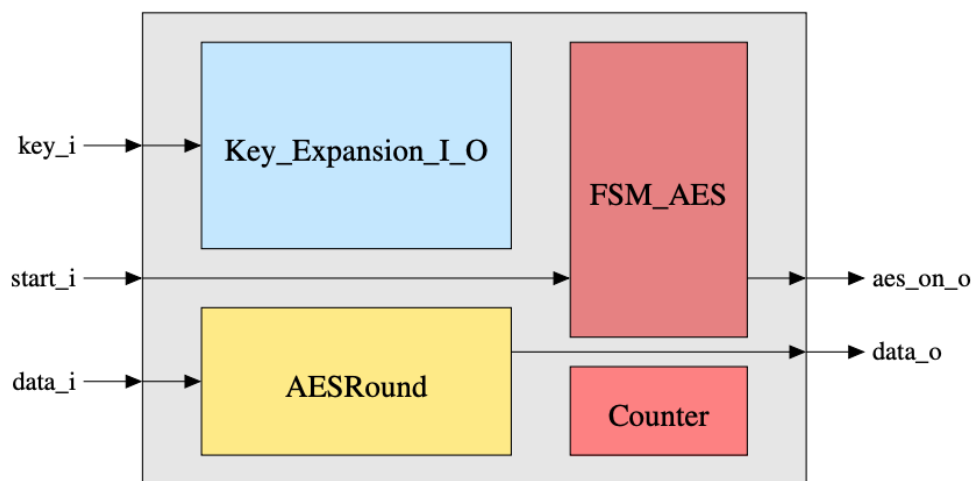 key_i
Key_Expansion_I_O
FSM_AES
start_i
aes_on_o
data_o
data_i
AESRound
Counter